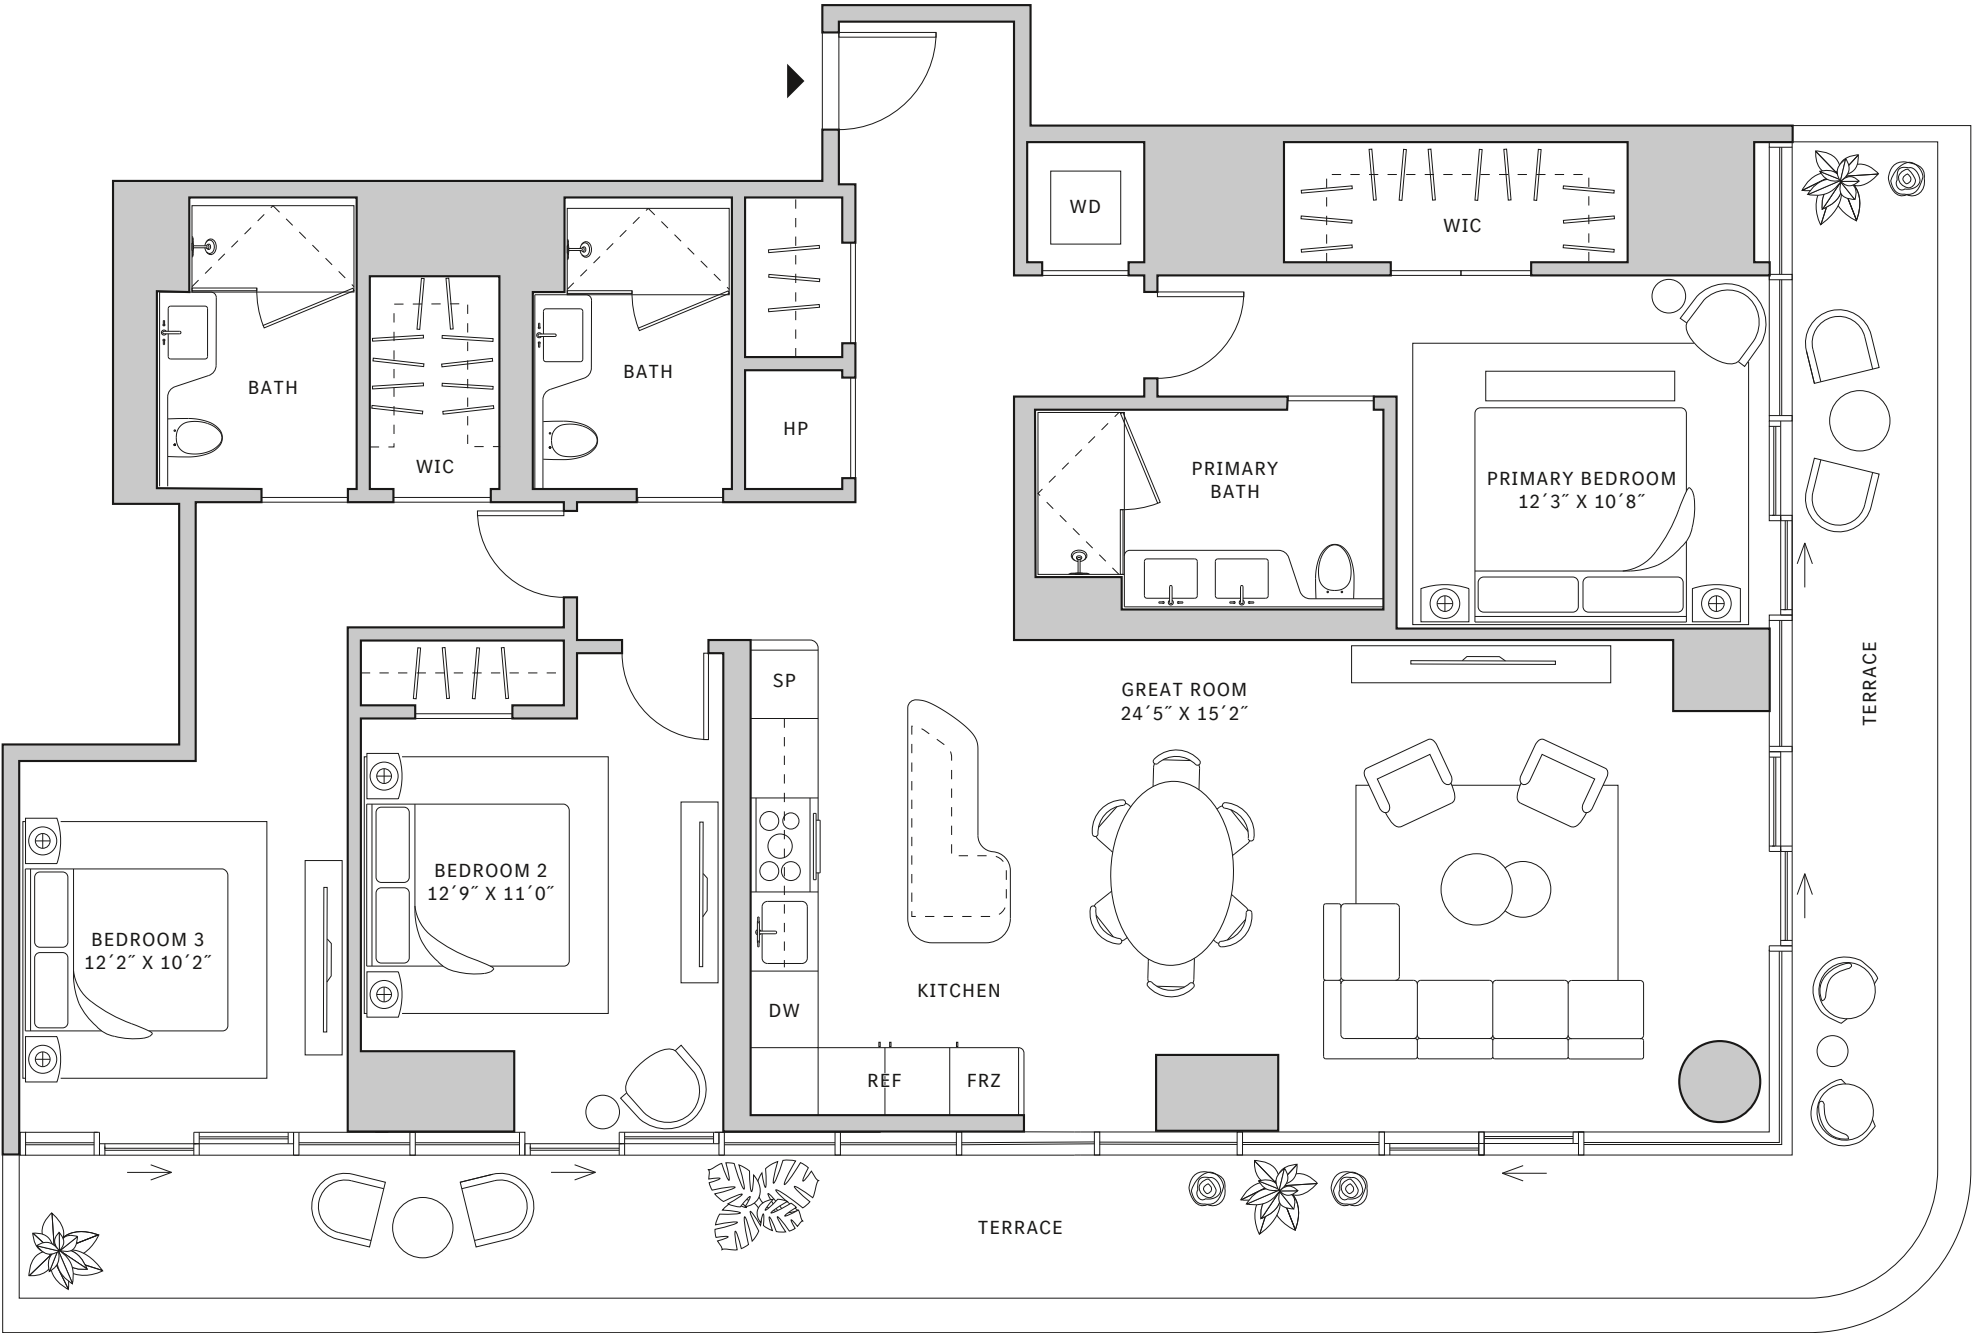 WD
WIC
BATH
BATH
HP
WIC
PRIMARY
BATH
PRIMARY BEDROOM
12´3˝ X 10´8˝
SP
GREAT ROOM
24´5˝ X 15´2˝
TERRACE
BEDROOM 2
12´9˝ X 11´0˝
BEDROOM 3
12´2˝ X 10´2˝
KITCHEN
DW
REF
FRZ
TERRACE